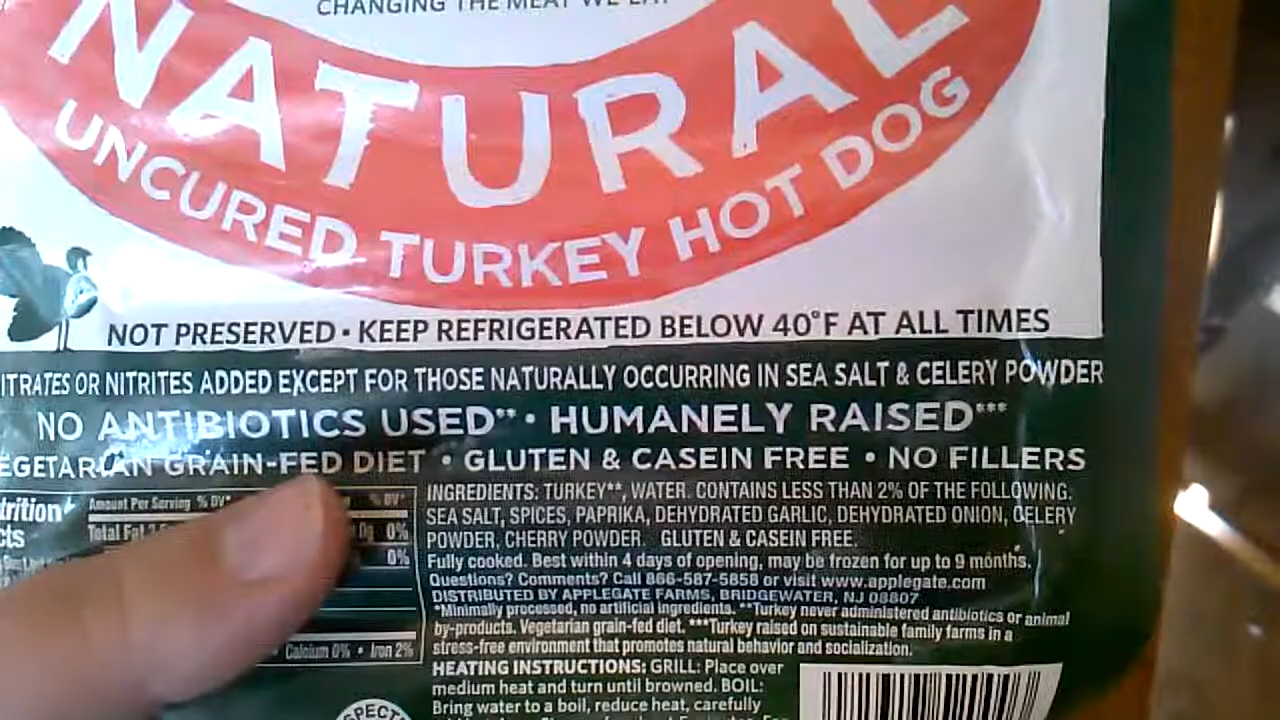 CHANGING THE MEAT WE EAT
NATURAL
UNCURED TURKEY HOT DOG
NOT PRESERVED • KEEP REFRIGERATED BELOW 40°F AT ALL TIMES
ITRATES OR NITRITES ADDED EXCEPT FOR THOSE NATURALLY OCCURRING IN SEA SALT & CELERY POWDER
NO ANTIBIOTICS USED** • HUMANELY RAISED***
EGETARIAN GRAIN-FED DIET • GLUTEN & CASEIN FREE • NO FILLERS
trition
cts
Amount Per Serving % DV*
% DV*
Total Fat
0g 0%
0%
Calcium 0% • Iron 2%
INGREDIENTS: TURKEY**, WATER. CONTAINS LESS THAN 2% OF THE FOLLOWING.
SEA SALT, SPICES, PAPRIKA, DEHYDRATED GARLIC, DEHYDRATED ONION, CELERY
POWDER, CHERRY POWDER. GLUTEN & CASEIN FREE.
Fully cooked. Best within 4 days of opening, may be frozen for up to 9 months.
Questions? Comments? Call 866-587-5858 or visit www.applegate.com
DISTRIBUTED BY APPLEGATE FARMS, BRIDGEWATER, NJ 08807
*Minimally processed, no artificial ingredients. **Turkey never administered antibiotics or animal
by-products. Vegetarian grain-fed diet. ***Turkey raised on sustainable family farms in a
stress-free environment that promotes natural behavior and socialization.
HEATING INSTRUCTIONS: GRILL: Place over
medium heat and turn until browned. BOIL:
Bring water to a boil, reduce heat, carefully
SPECT